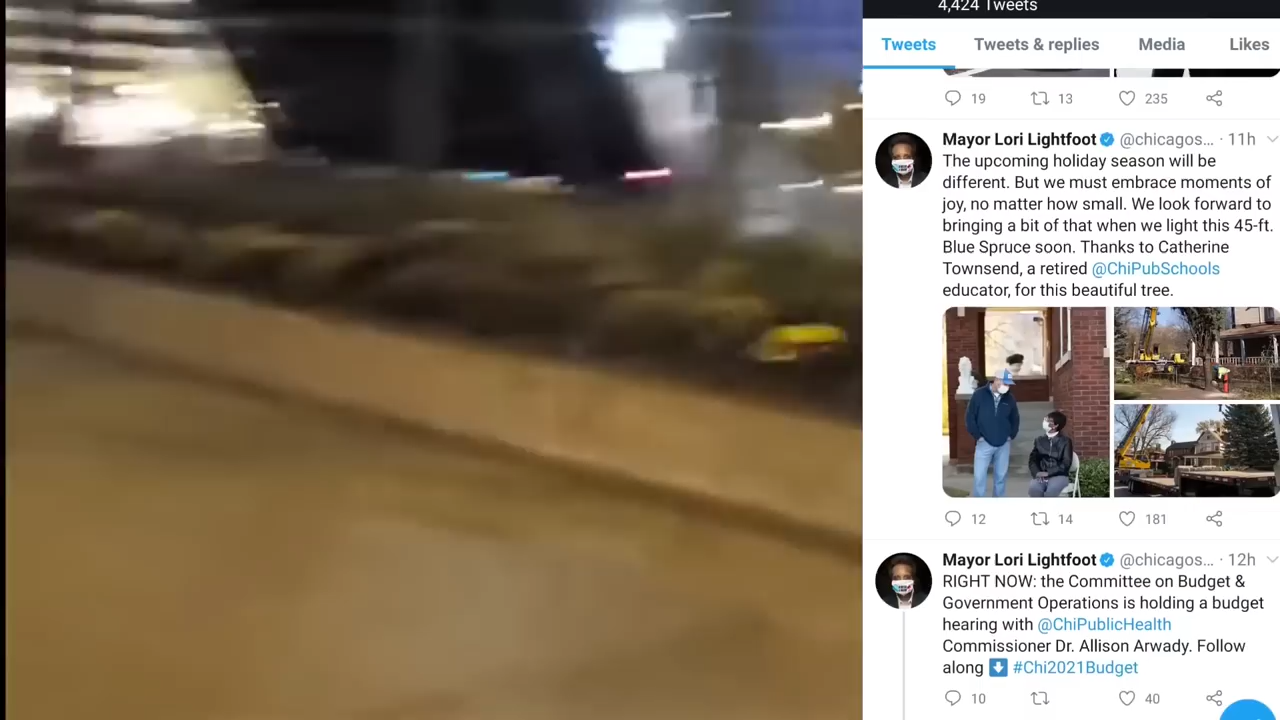 4,424 Tweets
Tweets Tweets & replies Media Likes
19 13 235
Mayor Lori Lightfoot @chicagos... · 11h
The upcoming holiday season will be
different. But we must embrace moments of
joy, no matter how small. We look forward to
bringing a bit of that when we light this 45-ft.
Blue Spruce soon. Thanks to Catherine
Townsend, a retired @ChiPubSchools
educator, for this beautiful tree.
12 14 181
Mayor Lori Lightfoot @chicagos... · 12h
RIGHT NOW: the Committee on Budget &
Government Operations is holding a budget
hearing with @ChiPublicHealth
Commissioner Dr. Allison Arwady. Follow
along #Chi2021Budget
10 40